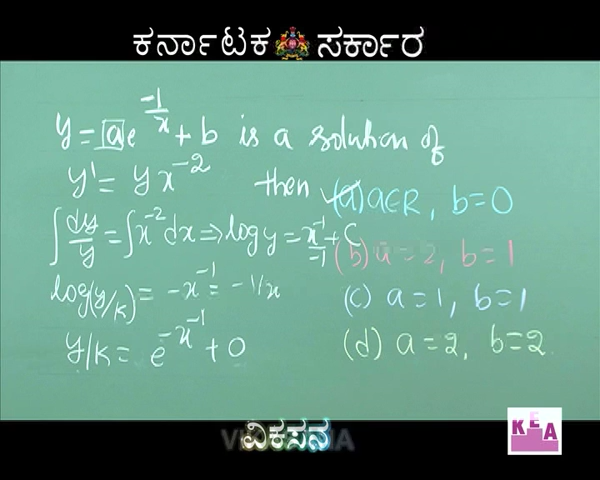 ಕರ್ನಾಟಕ ಸರ್ಕಾರ
y = ae^(-1/x) + b is a solution of
y' = yx^-2 then (a) a∈R, b=0
∫dy/y = ∫x^-2 dx ⇒ log y = x^-1/-1 + C
(b) a=2, b=1
log(y/k) = -x^-1 = -1/x
(c) a=1, b=1
y/k = e^-x^-1 + 0
(d) a=2, b=2
ವಿಕಸನ
KEA